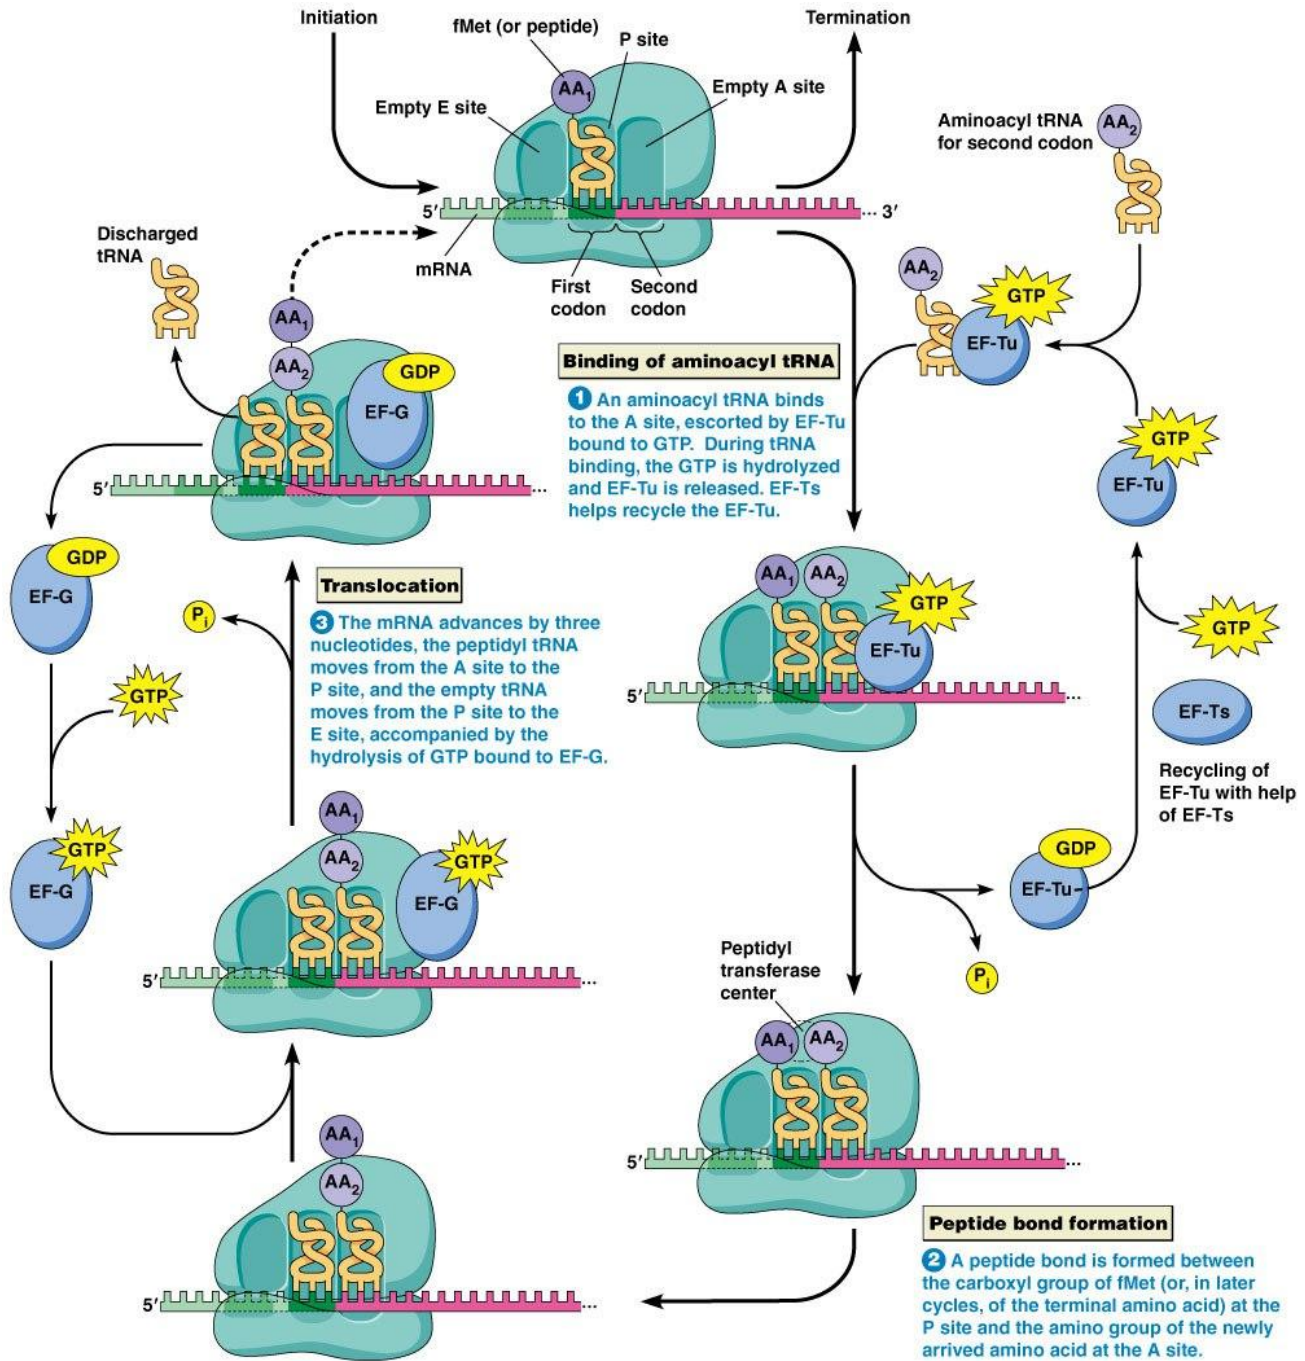 Initiation
fMet (or peptide)
P site
Termination
AA1
Empty E site
Empty A site
Aminoacyl tRNA
for second codon
AA2
5′
... 3′
mRNA
First
codon
Second
codon
Discharged
tRNA
AA2
GTP
EF-Tu
AA1
AA2
GDP
EF-G
5′
...
Binding of aminoacyl tRNA
1 An aminoacyl tRNA binds
to the A site, escorted by EF-Tu
bound to GTP. During tRNA
binding, the GTP is hydrolyzed
and EF-Tu is released. EF-Ts
helps recycle the EF-Tu.
GTP
EF-Tu
GDP
EF-G
Translocation
Pi
3 The mRNA advances by three
nucleotides, the peptidyl tRNA
moves from the A site to the
P site, and the empty tRNA
moves from the P site to the
E site, accompanied by the
hydrolysis of GTP bound to EF-G.
GTP
AA1
AA2
GTP
EF-Tu
5′
...
GTP
EF-Ts
Recycling of
EF-Tu with help
of EF-Ts
GDP
EF-Tu
Pi
GTP
EF-G
AA1
AA2
GTP
EF-G
5′
...
Peptidyl
transferase
center
AA1
AA2
5′
...
AA1
AA2
5′
...
Peptide bond formation
2 A peptide bond is formed between
the carboxyl group of fMet (or, in later
cycles, of the terminal amino acid) at the
P site and the amino group of the newly
arrived amino acid at the A site.